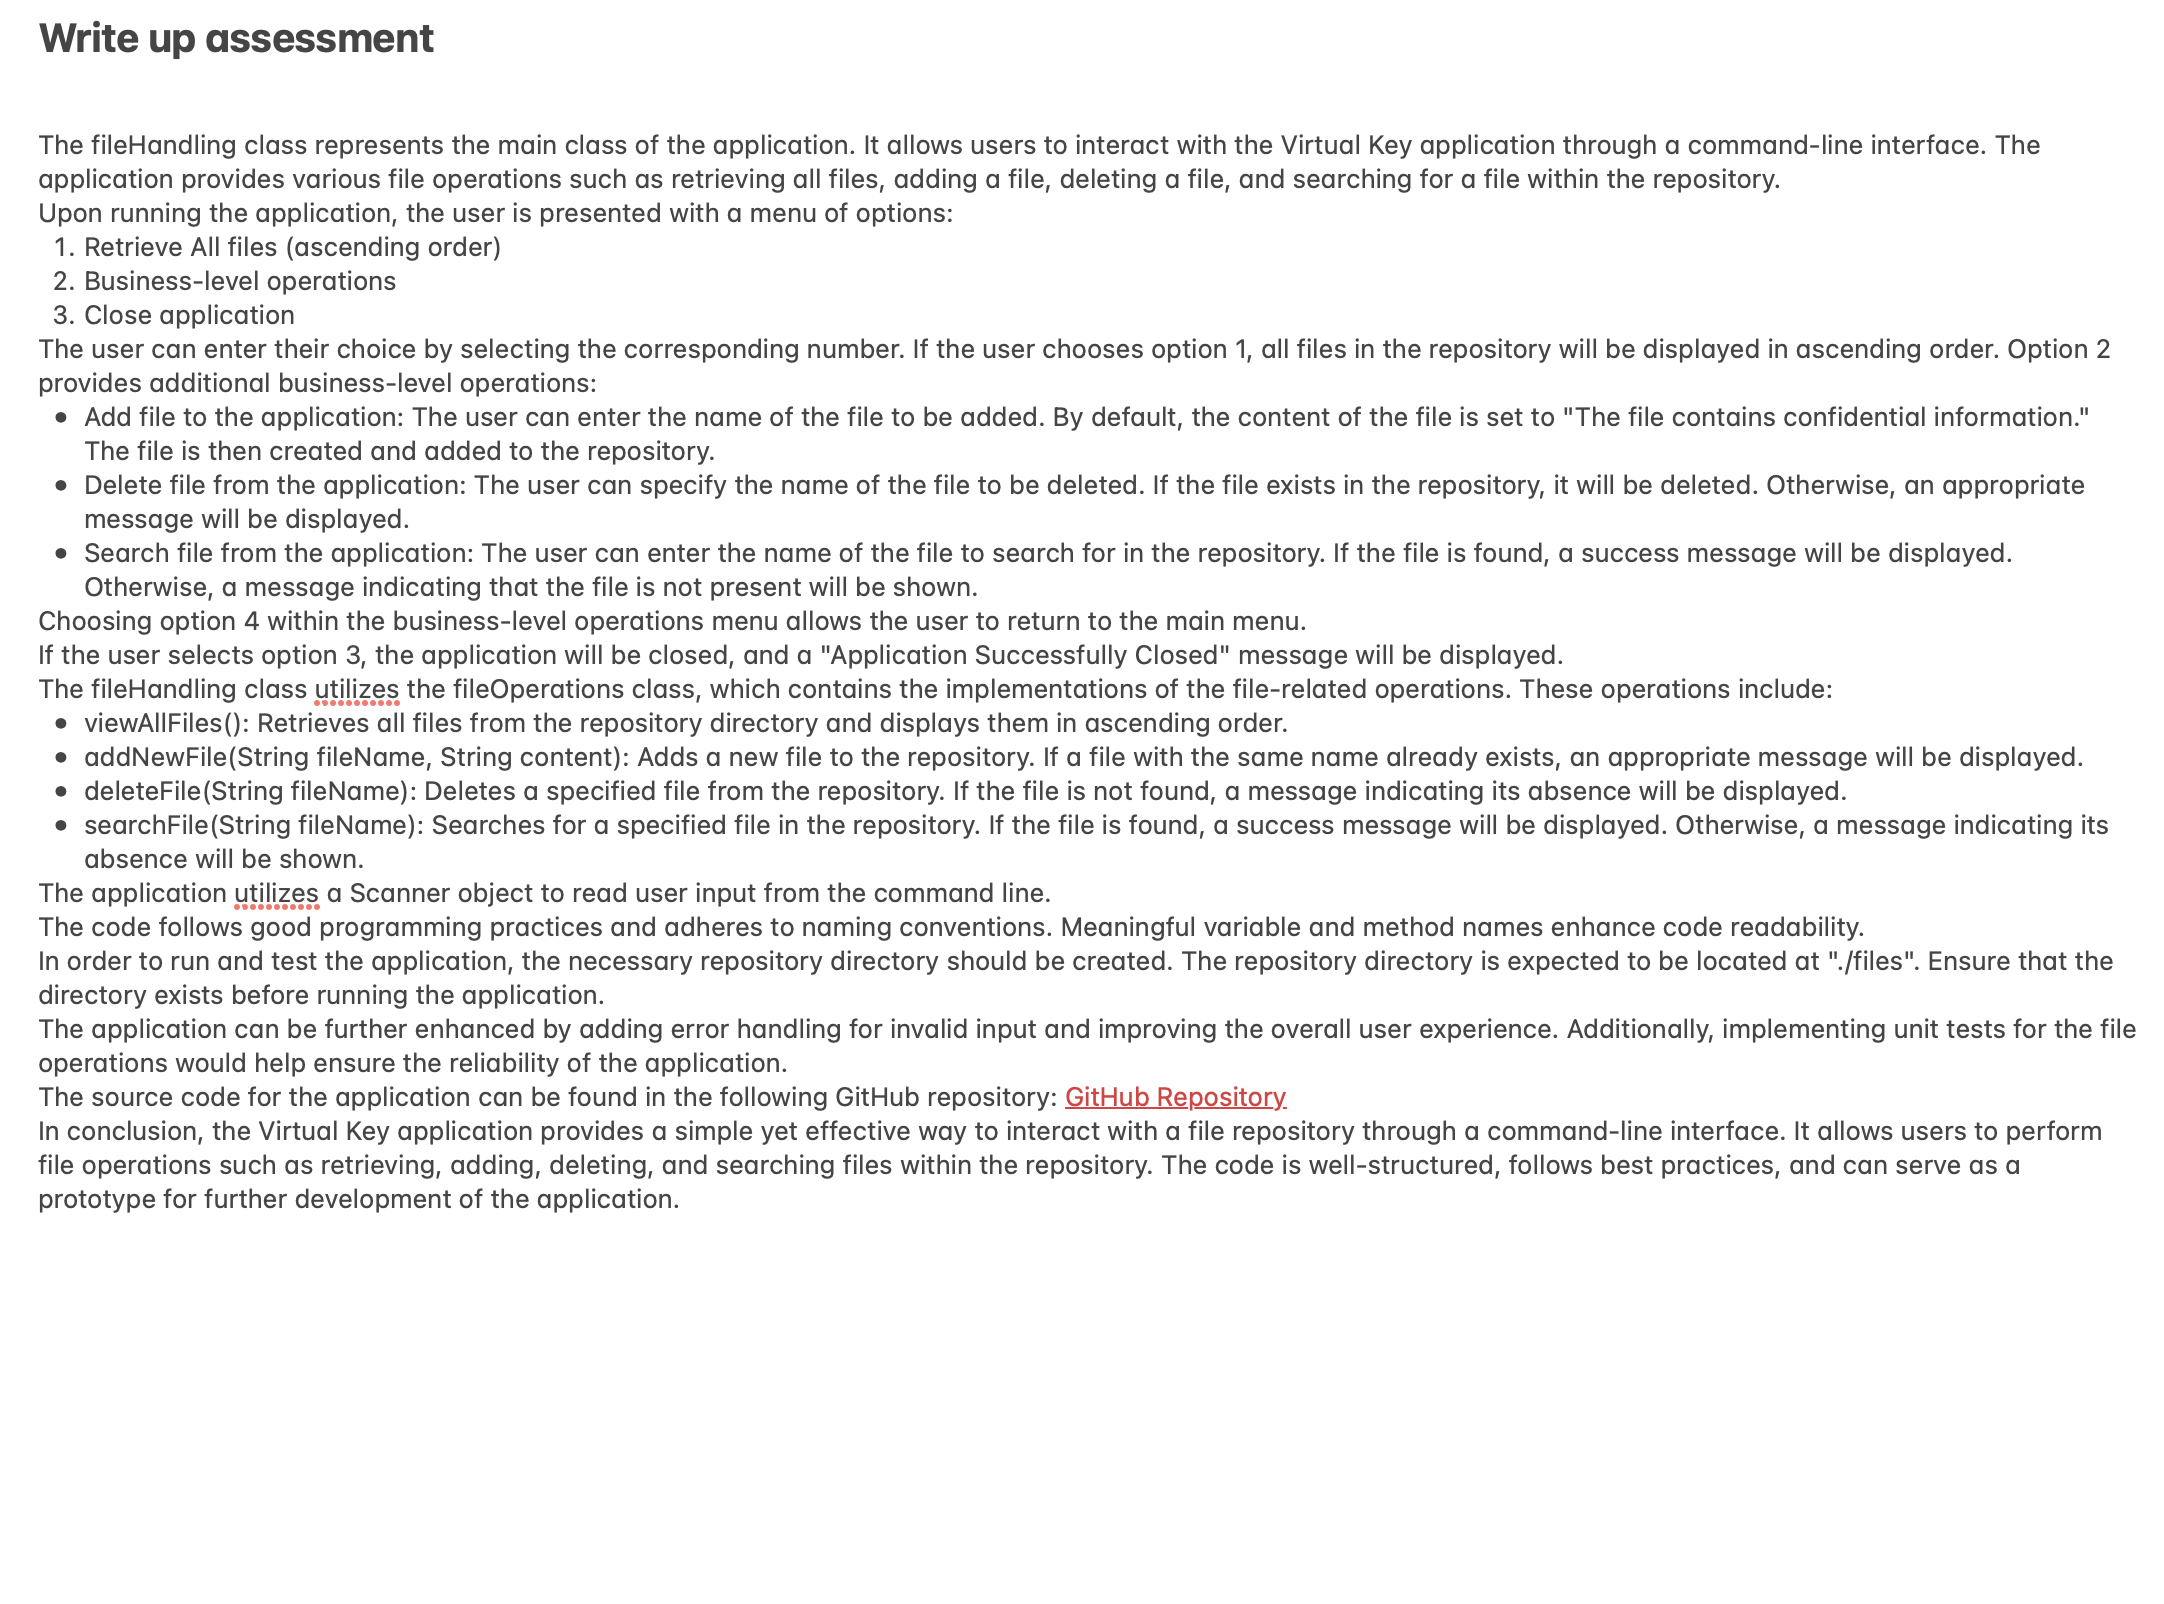 Write up assessment
The fileHandling class represents the main class of the application. It allows users to interact with the Virtual Key application through a command-line interface. The
application provides various file operations such as retrieving all files, adding a file, deleting a file, and searching for a file within the repository.
Upon running the application, the user is presented with a menu of options:
1. Retrieve All files (ascending order)
2. Business-level operations
3. Close application
The user can enter their choice by selecting the corresponding number. If the user chooses option 1, all files in the repository will be displayed in ascending order. Option 2
provides additional business-level operations:
• Add file to the application: The user can enter the name of the file to be added. By default, the content of the file is set to "The file contains confidential information."
The file is then created and added to the repository.
• Delete file from the application: The user can specify the name of the file to be deleted. If the file exists in the repository, it will be deleted. Otherwise, an appropriate
message will be displayed.
• Search file from the application: The user can enter the name of the file to search for in the repository. If the file is found, a success message will be displayed.
Otherwise, a message indicating that the file is not present will be shown.
Choosing option 4 within the business-level operations menu allows the user to return to the main menu.
If the user selects option 3, the application will be closed, and a "Application Successfully Closed" message will be displayed.
The fileHandling class utilizes the fileOperations class, which contains the implementations of the file-related operations. These operations include:
• viewAllFiles(): Retrieves all files from the repository directory and displays them in ascending order.
• addNewFile(String fileName, String content): Adds a new file to the repository. If a file with the same name already exists, an appropriate message will be displayed.
• deleteFile(String fileName): Deletes a specified file from the repository. If the file is not found, a message indicating its absence will be displayed.
• searchFile(String fileName): Searches for a specified file in the repository. If the file is found, a success message will be displayed. Otherwise, a message indicating its
absence will be shown.
The application utilizes a Scanner object to read user input from the command line.
The code follows good programming practices and adheres to naming conventions. Meaningful variable and method names enhance code readability.
In order to run and test the application, the necessary repository directory should be created. The repository directory is expected to be located at "./files". Ensure that the
directory exists before running the application.
The application can be further enhanced by adding error handling for invalid input and improving the overall user experience. Additionally, implementing unit tests for the file
operations would help ensure the reliability of the application.
The source code for the application can be found in the following GitHub repository: GitHub Repository
In conclusion, the Virtual Key application provides a simple yet effective way to interact with a file repository through a command-line interface. It allows users to perform
file operations such as retrieving, adding, deleting, and searching files within the repository. The code is well-structured, follows best practices, and can serve as a
prototype for further development of the application.